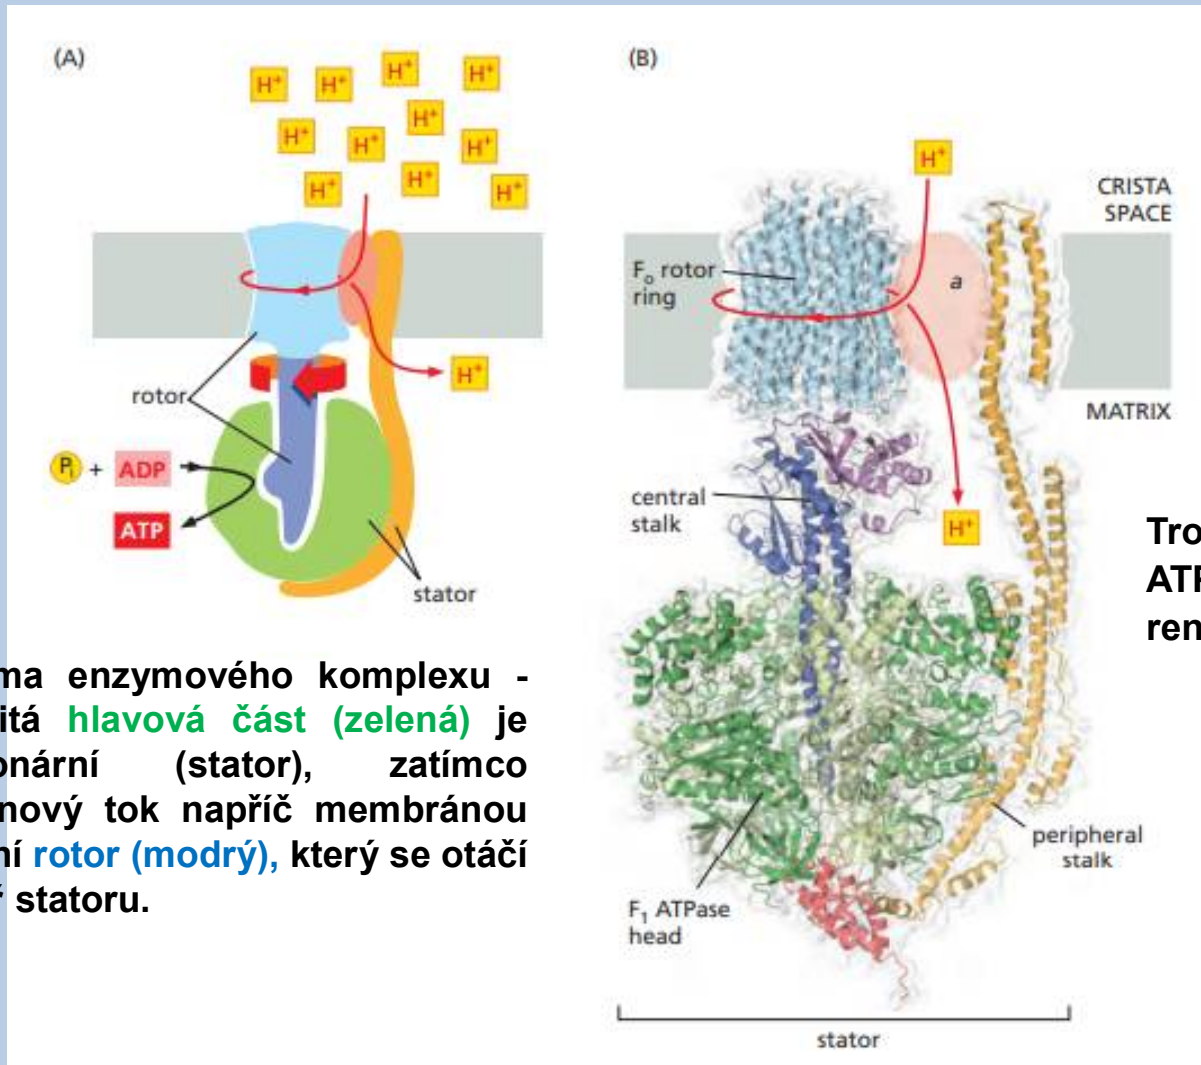 (A)
H⁺ H⁺ H⁺ H⁺
H⁺ H⁺ H⁺ H⁺
H⁺ H⁺ H⁺
rotor
H⁺
Pᵢ + ADP
ATP
stator
ma enzymového komplexu -
itá hlavová část (zelená) je
onární (stator), zatímco
nový tok napříč membránou
ní rotor (modrý), který se otáčí
statoru.
(B)
H⁺
CRISTA
SPACE
Fₒ rotor
ring
a
MATRIX
central
stalk
H⁺
peripheral
stalk
F₁ ATPase
head
stator
Tro
ATP
ren